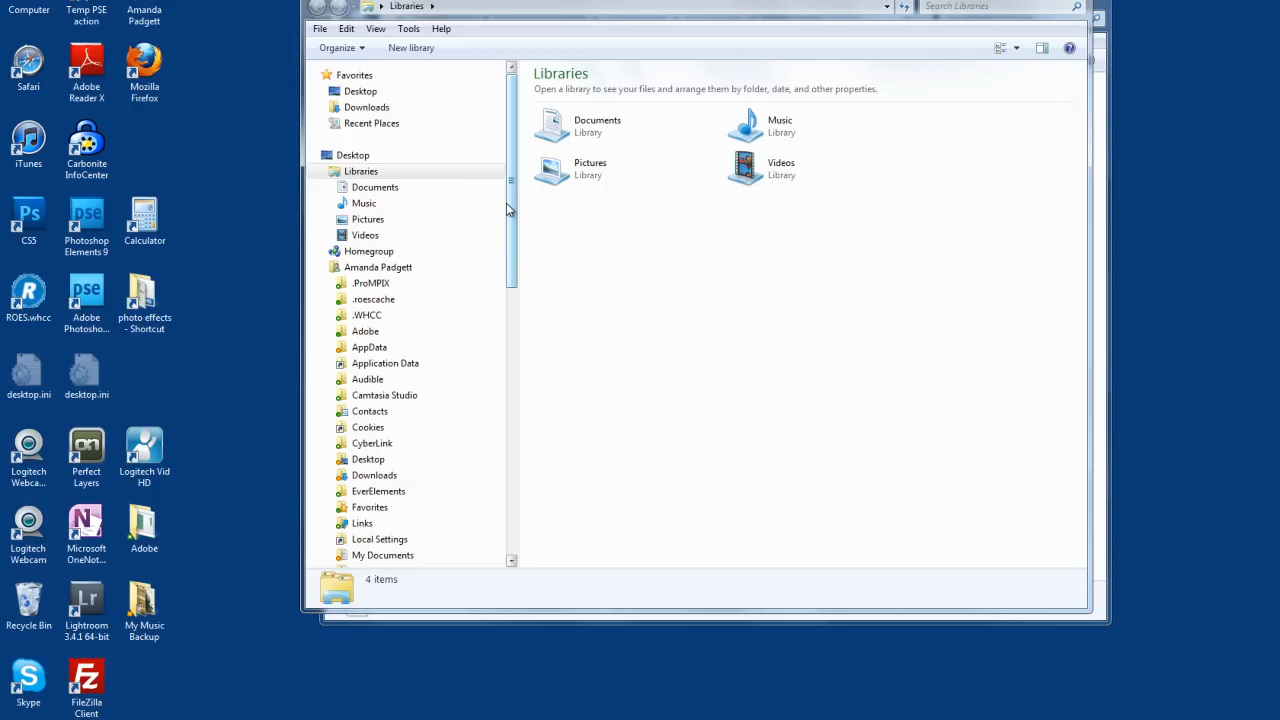 Computer
Temp PSE
action
Amanda
Padgett
Safari
Adobe
Reader X
Mozilla
Firefox
iTunes
Carbonite
InfoCenter
CS5
Photoshop
Elements 9
Calculator
ROES.whcc
Adobe
Photosho...
photo effects
- Shortcut
desktop.ini
desktop.ini
Logitech
Webca...
Perfect
Layers
Logitech Vid
HD
Logitech
Webcam
Microsoft
OneNot...
Adobe
Recycle Bin
Lightroom
3.4.1 64-bit
My Music
Backup
Skype
FileZilla
Client
Libraries
Search Libraries
File Edit View Tools Help
Organize New library
Favorites
Desktop
Downloads
Recent Places
Desktop
Libraries
Documents
Music
Pictures
Videos
Homegroup
Amanda Padgett
.ProMPIX
.roescache
.WHCC
Adobe
AppData
Application Data
Audible
Camtasia Studio
Contacts
Cookies
CyberLink
Desktop
Downloads
EverElements
Favorites
Links
Local Settings
My Documents
Libraries
Open a library to see your files and arrange them by folder, date, and other properties.
Documents
Library
Music
Library
Pictures
Library
Videos
Library
4 items